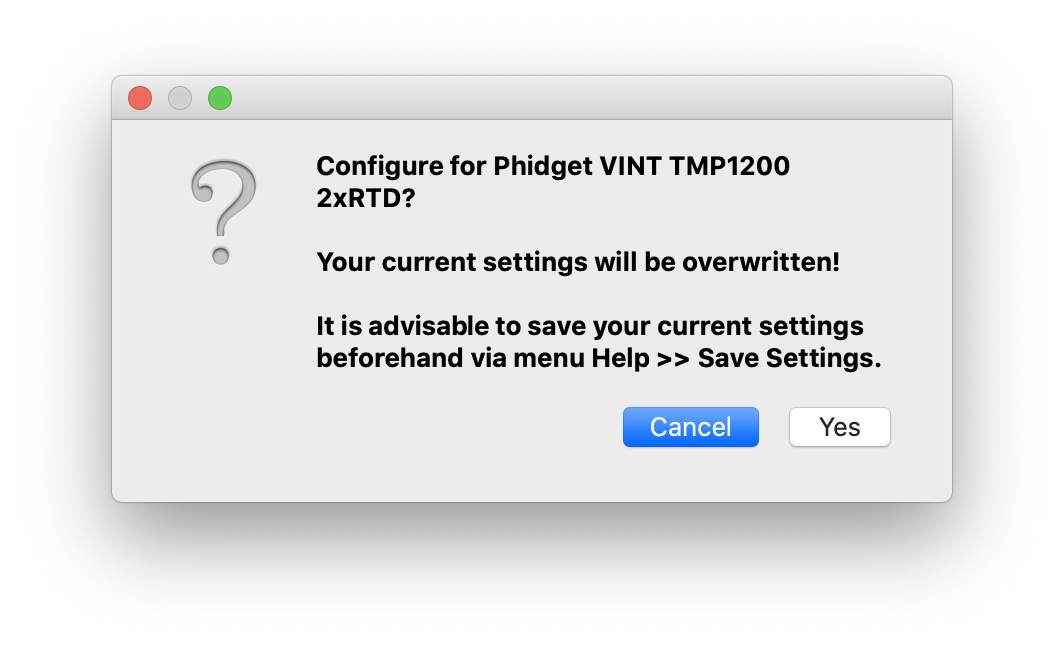 Configure for Phidget VINT TMP1200
2xRTD?
Your current settings will be overwritten!
It is advisable to save your current settings
beforehand via menu Help >> Save Settings.
Cancel Yes